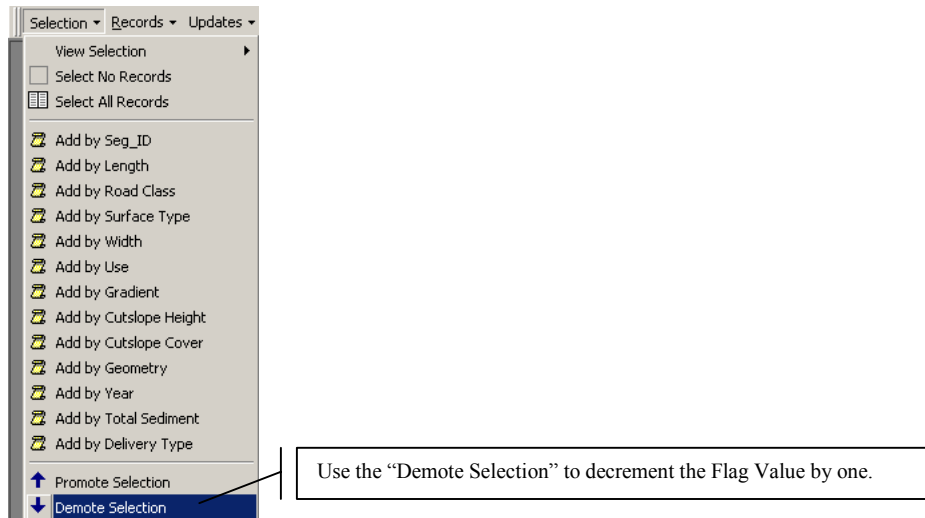 Selection Records Updates
View Selection
Select No Records
Select All Records
Add by Seg_ID
Add by Length
Add by Road Class
Add by Surface Type
Add by Width
Add by Use
Add by Gradient
Add by Cutslope Height
Add by Cutslope Cover
Add by Geometry
Add by Year
Add by Total Sediment
Add by Delivery Type
Promote Selection
Demote Selection
Use the “Demote Selection” to decrement the Flag Value by one.